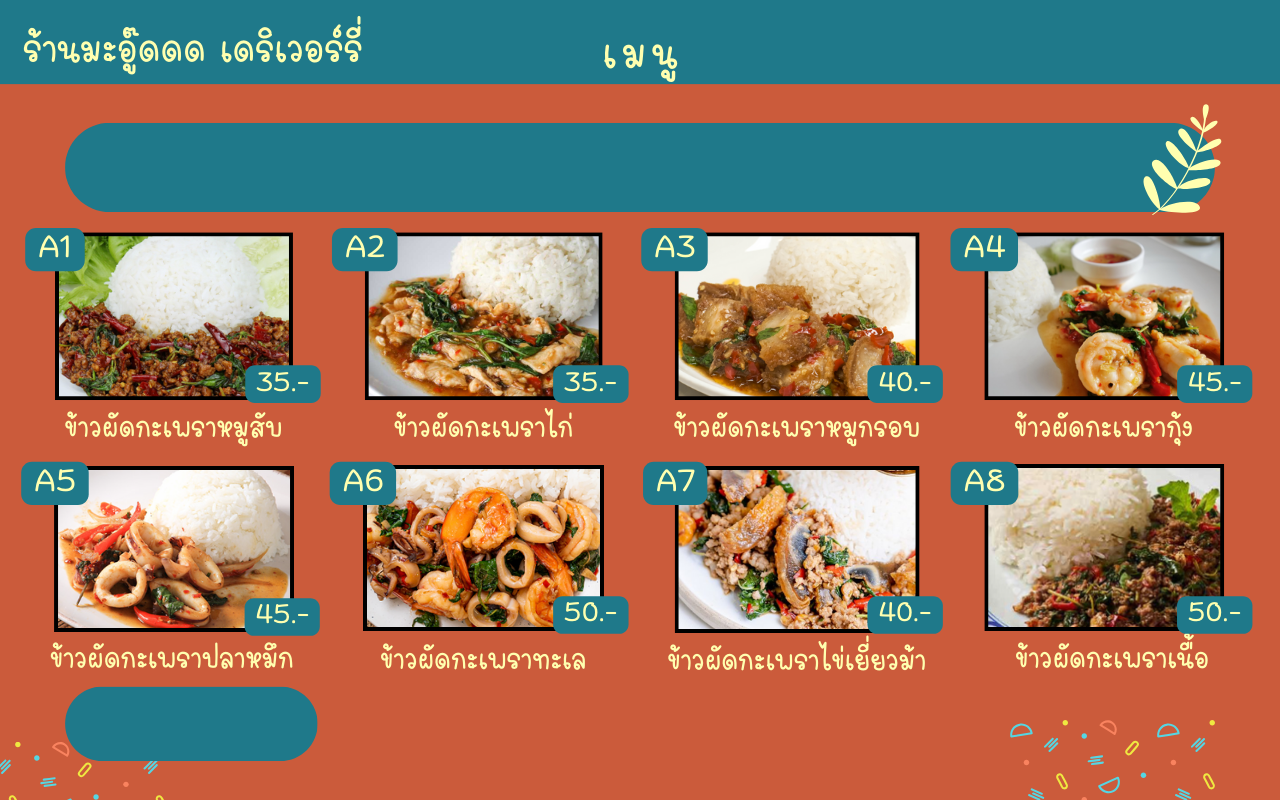 ร้านมะอู๊ดดด เดริเวอร์รี่
เมนู
A1
A2
A3
A4
35.-
35.-
40.-
45.-
ข้าวผัดกะเพราหมูสับ
ข้าวผัดกะเพราไก่
ข้าวผัดกะเพราหมูกรอบ
ข้าวผัดกะเพรากุ้ง
A5
A6
A7
A8
45.-
50.-
40.-
50.-
ข้าวผัดกะเพราปลาหมึก
ข้าวผัดกะเพราทะเล
ข้าวผัดกะเพราไข่เยี่ยวม้า
ข้าวผัดกะเพราเนื้อ